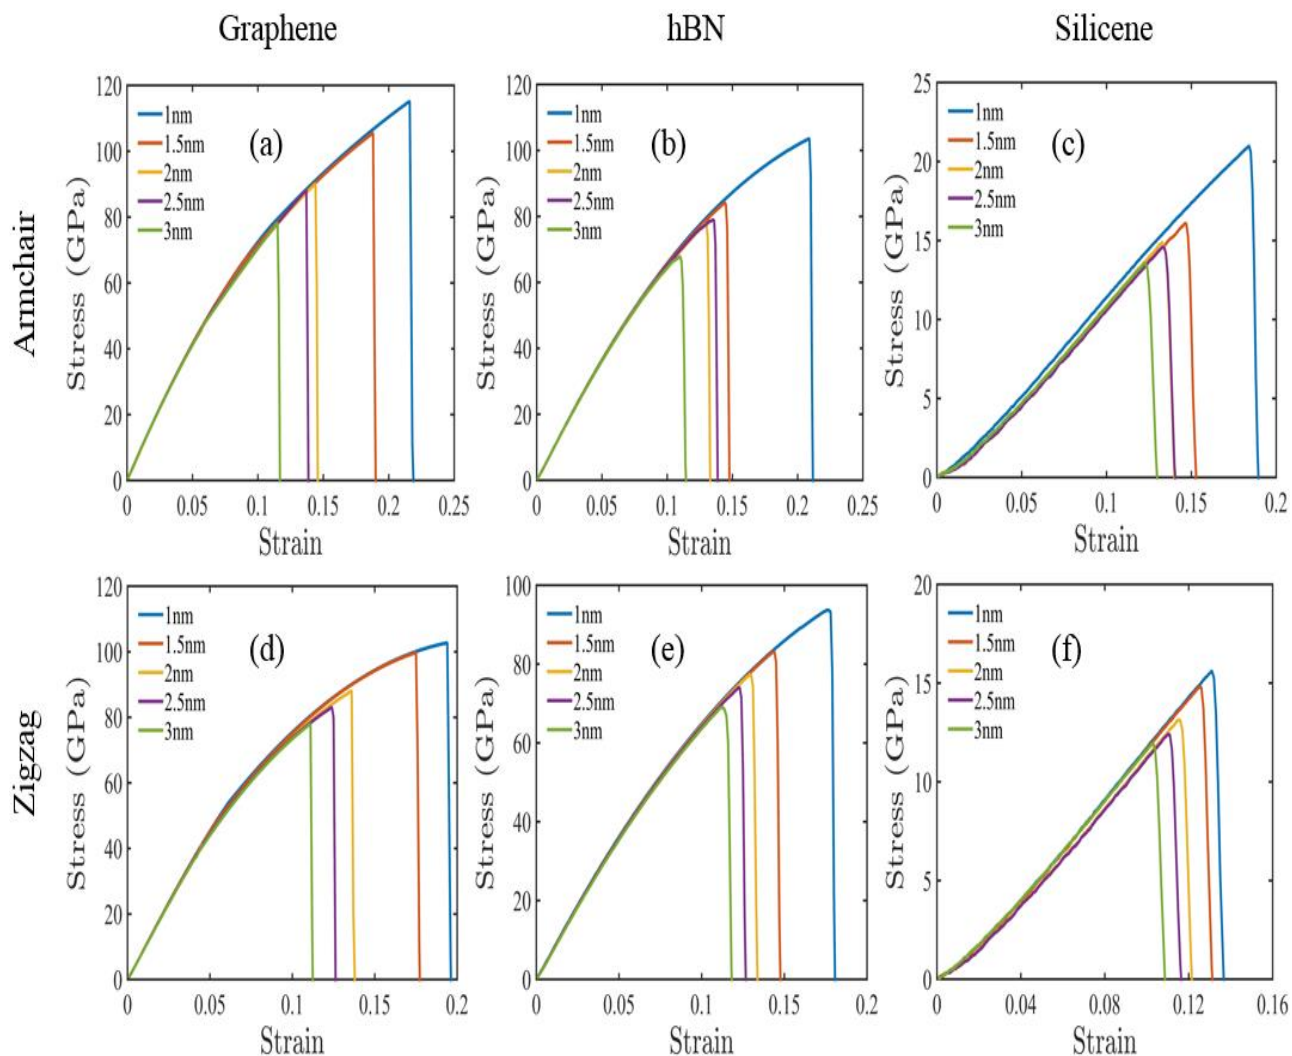 Graphene
hBN
Silicene
Armchair
Zigzag
Stress (GPa)
120
100
80
60
40
20
0
1nm
1.5nm
2nm
2.5nm
3nm
(a)
0 0.05 0.1 0.15 0.2 0.25
Strain
Stress (GPa)
120
100
80
60
40
20
0
1nm
1.5nm
2nm
2.5nm
3nm
(b)
0 0.05 0.1 0.15 0.2 0.25
Strain
Stress (GPa)
25
20
15
10
5
0
1nm
1.5nm
2nm
2.5nm
3nm
(c)
0 0.05 0.1 0.15 0.2
Strain
Stress (GPa)
120
100
80
60
40
20
0
1nm
1.5nm
2nm
2.5nm
3nm
(d)
0 0.05 0.1 0.15 0.2
Strain
Stress (GPa)
100
80
60
40
20
0
1nm
1.5nm
2nm
2.5nm
3nm
(e)
0 0.05 0.1 0.15 0.2
Strain
Stress (GPa)
20
15
10
5
0
1nm
1.5nm
2nm
2.5nm
3nm
(f)
0 0.04 0.08 0.12 0.16
Strain